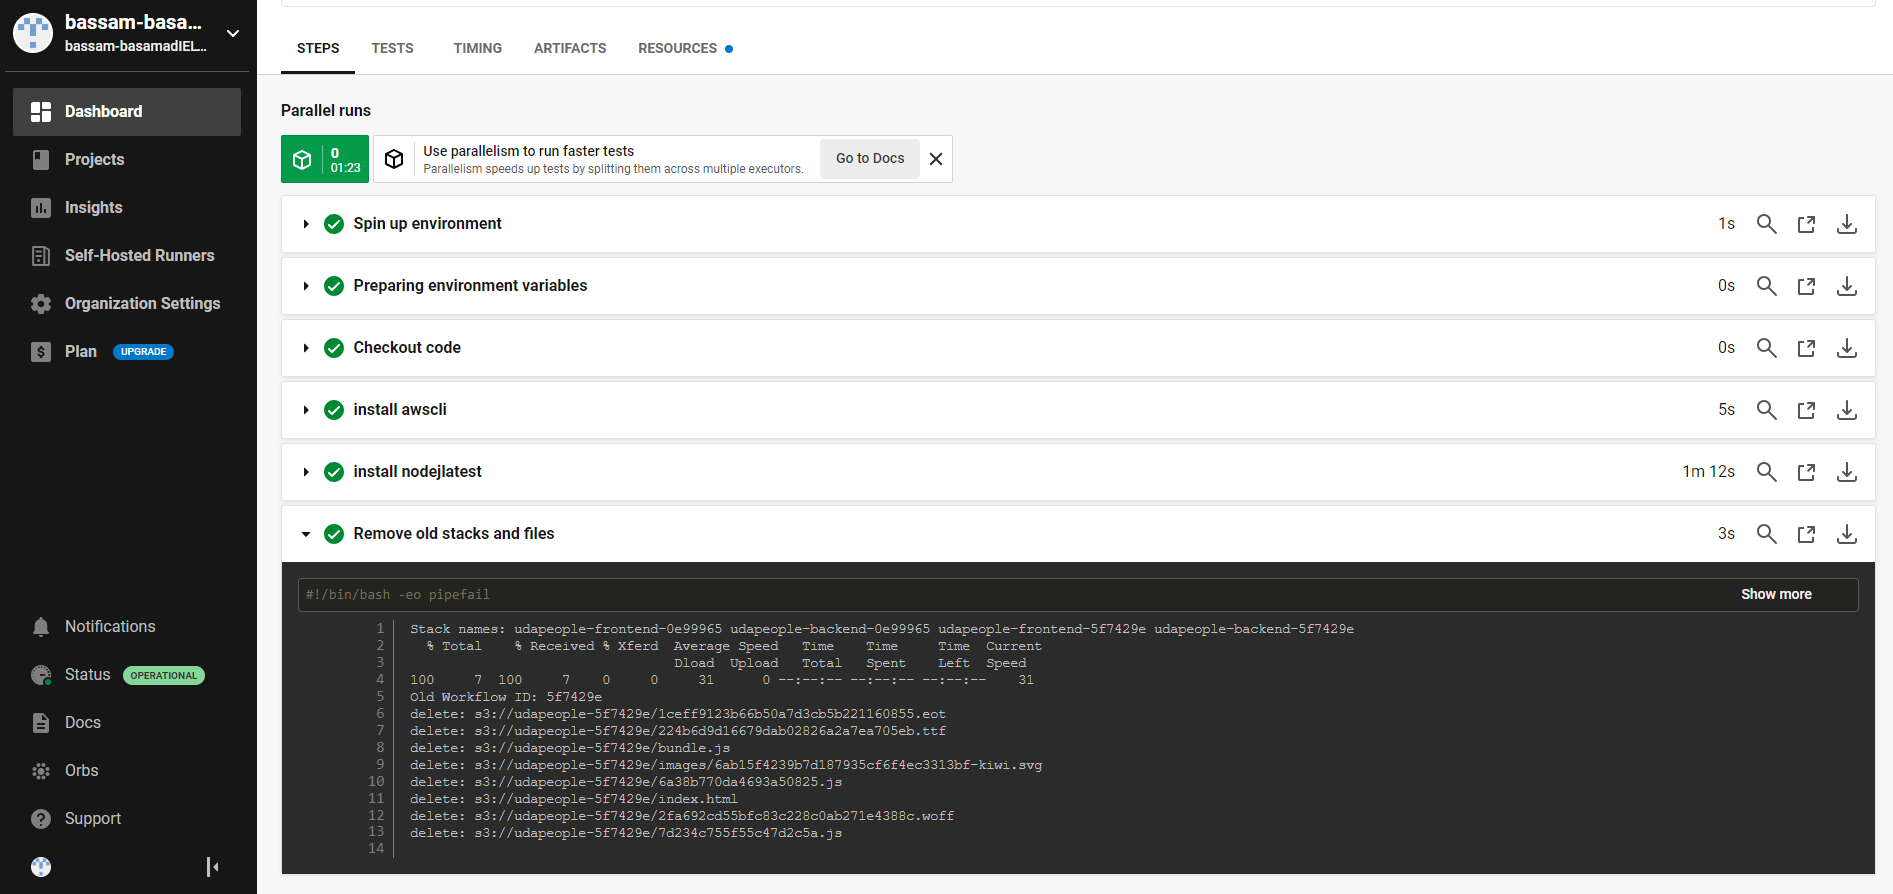 bassam-basa...
bassam-basamadIEL...
Dashboard
Projects
Insights
Self-Hosted Runners
Organization Settings
Plan UPGRADE
Notifications
Status OPERATIONAL
Docs
Orbs
Support
STEPS TESTS TIMING ARTIFACTS RESOURCES
Parallel runs
0
01:23
Use parallelism to run faster tests
Parallelism speeds up tests by splitting them across multiple executors.
Go to Docs
Spin up environment 1s
Preparing environment variables 0s
Checkout code 0s
install awscli 5s
install nodejlatest 1m 12s
Remove old stacks and files 3s
#!/bin/bash -eo pipefail Show more
1 Stack names: udapeople-frontend-0e99965 udapeople-backend-0e99965 udapeople-frontend-5f7429e udapeople-backend-5f7429e
2 % Total % Received % Xferd Average Speed Time Time Time Current
3 Dload Upload Total Spent Left Speed
4 100 7 100 7 0 0 31 0 --:--:-- --:--:-- --:--:-- 31
5 Old Workflow ID: 5f7429e
6 delete: s3://udapeople-5f7429e/1ceff9123b66b50a7d3cb5b221160855.eot
7 delete: s3://udapeople-5f7429e/224b6d9d16679dab02826a2a7ea705eb.ttf
8 delete: s3://udapeople-5f7429e/bundle.js
9 delete: s3://udapeople-5f7429e/images/6ab15f4239b7d187935cf6f4ec3313bf-kiwi.svg
10 delete: s3://udapeople-5f7429e/6a38b770da4693a50825.js
11 delete: s3://udapeople-5f7429e/index.html
12 delete: s3://udapeople-5f7429e/2fa692cd55bfc83c228c0ab271e4388c.woff
13 delete: s3://udapeople-5f7429e/7d234c755f55c47d2c5a.js
14